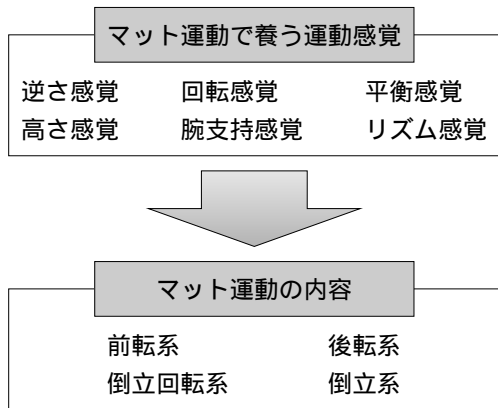 マット運動で養う運動感覚
逆さ感覚 回転感覚 平衡感覚
高さ感覚 腕支持感覚 リズム感覚
マット運動の内容
前転系 後転系
倒立回転系 倒立系